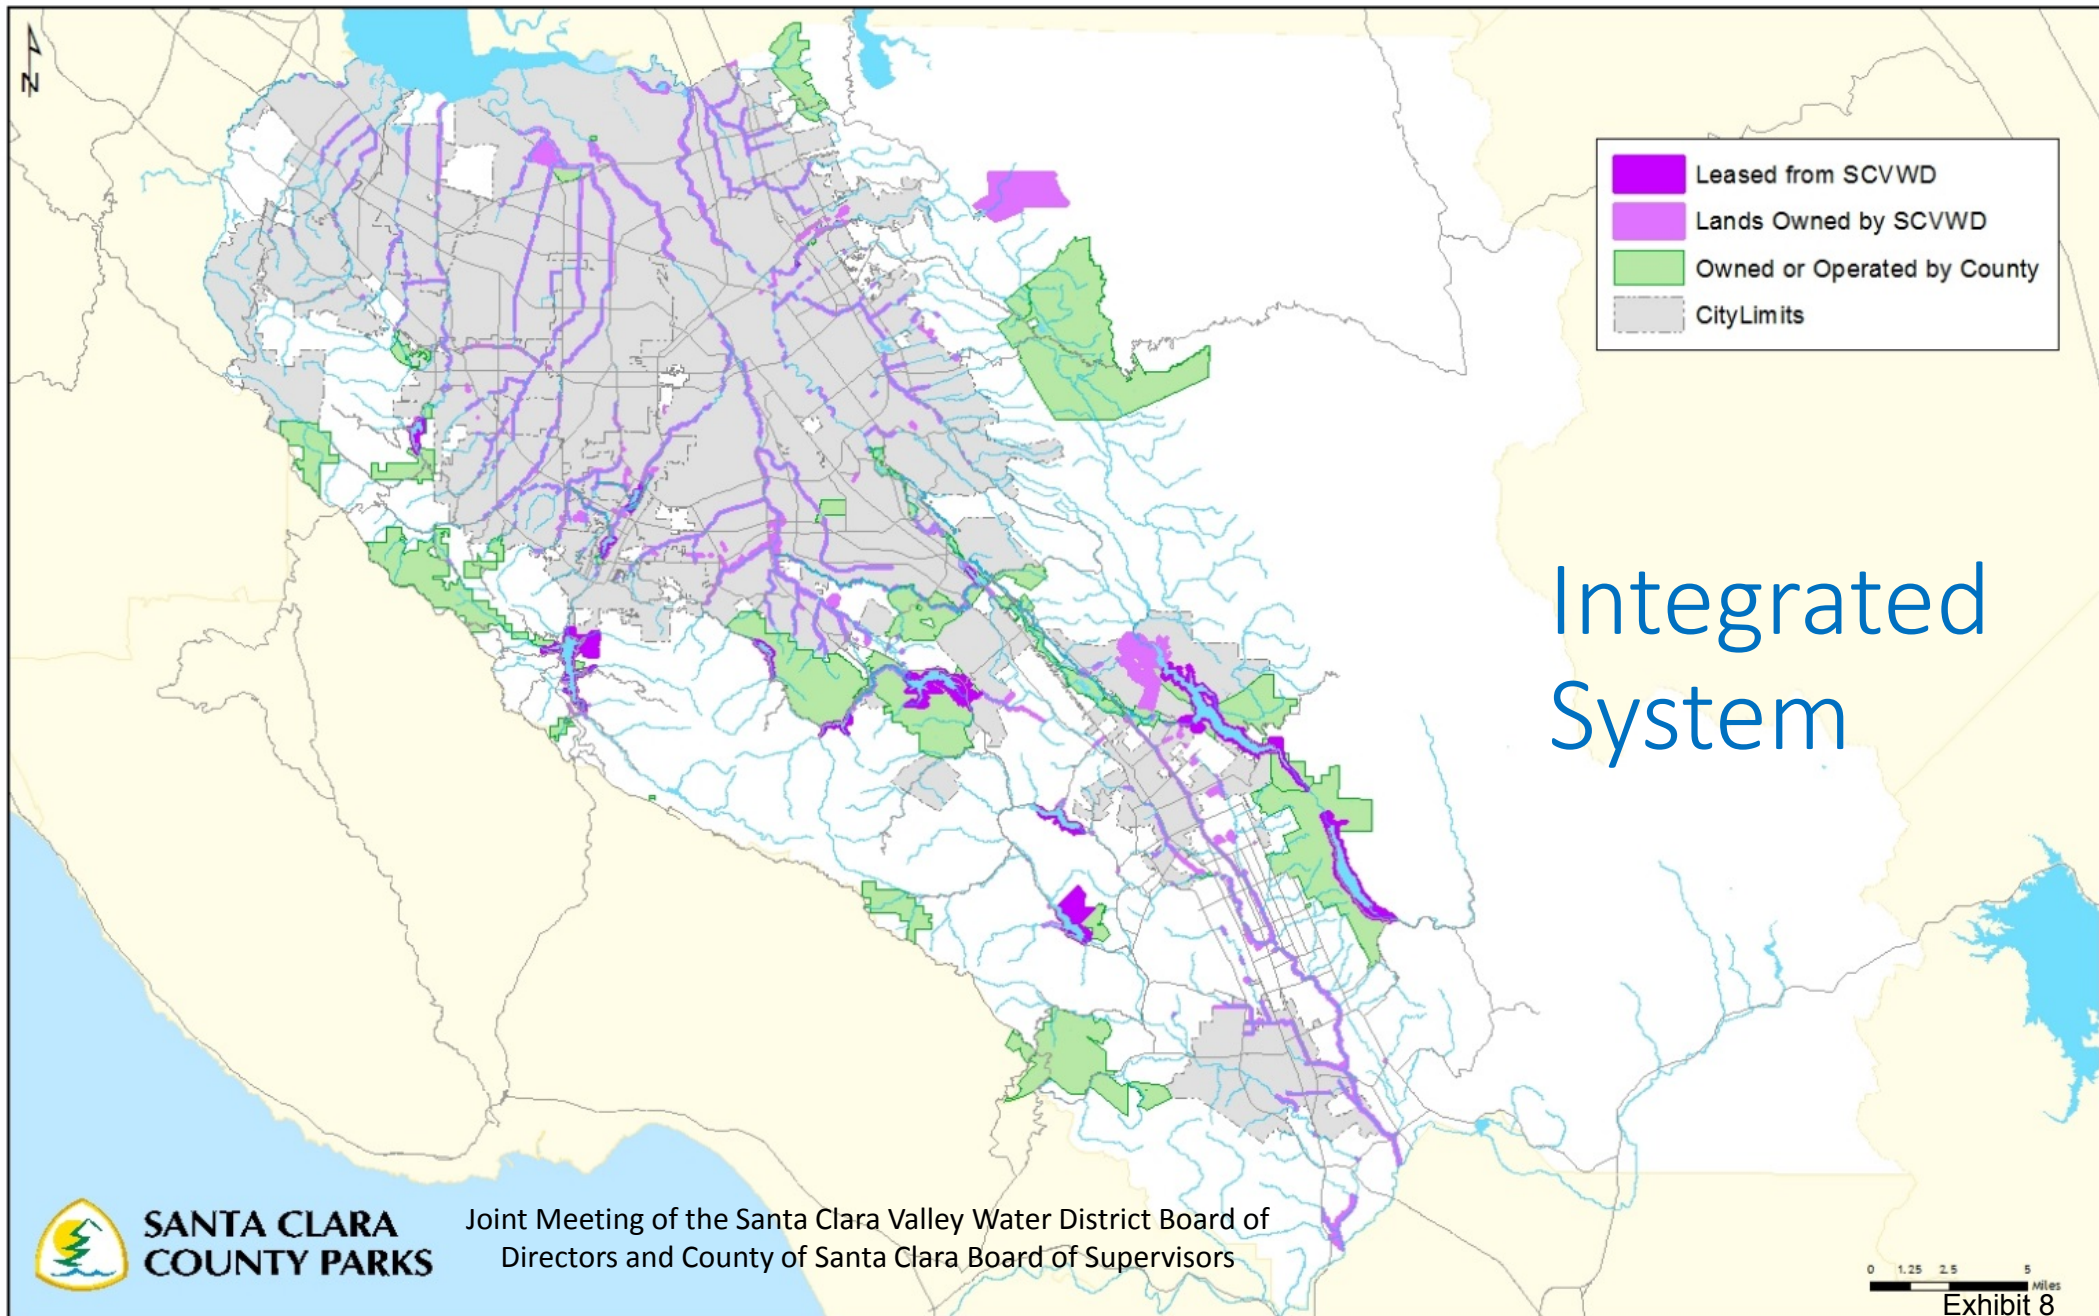 N
Leased from SCVWD
Lands Owned by SCVWD
Owned or Operated by County
CityLimits
Integrated
System
SANTA CLARA
COUNTY PARKS
Joint Meeting of the Santa Clara Valley Water District Board of
Directors and County of Santa Clara Board of Supervisors
0 1.25 2.5 5
Miles
Exhibit 8